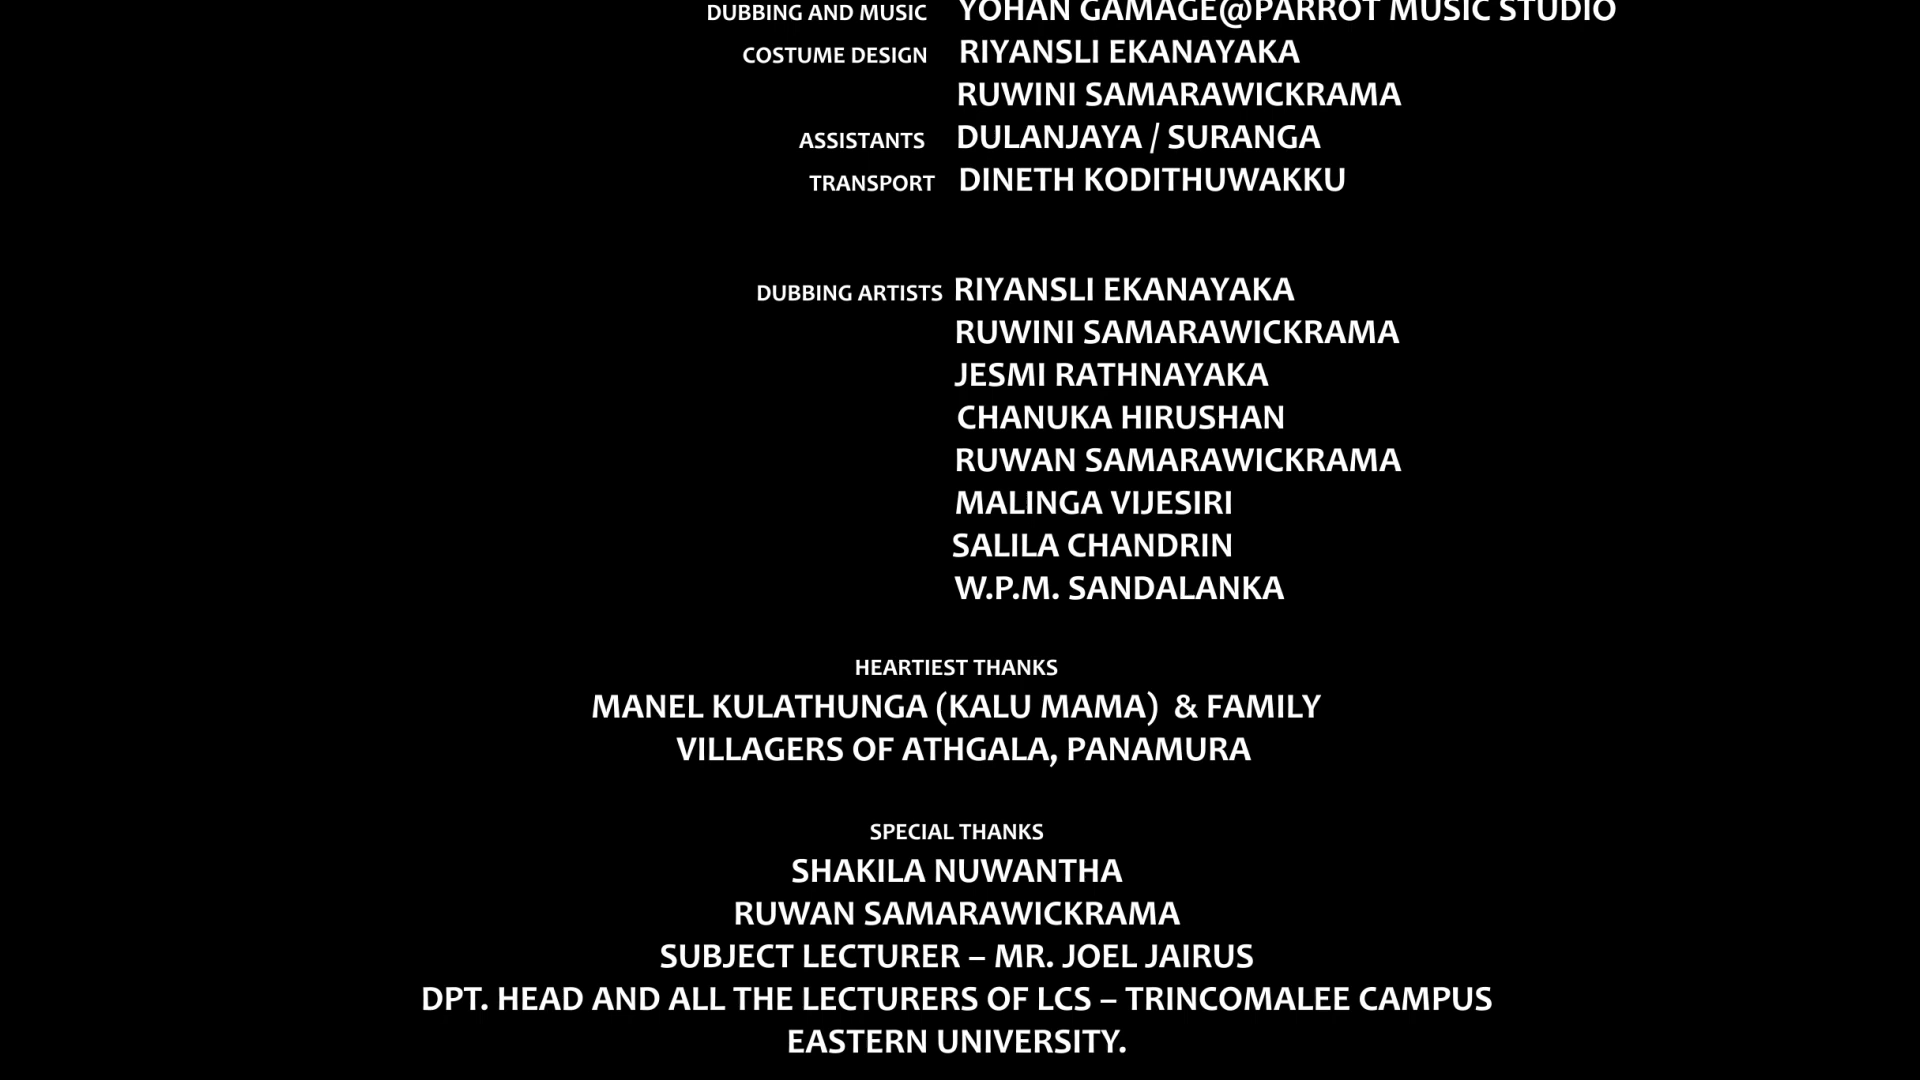 DUBBING AND MUSIC YOHAN GAMAGE@PARROT MUSIC STUDIO
COSTUME DESIGN RIYANSLI EKANAYAKA
RUWINI SAMARAWICKRAMA
ASSISTANTS DULANJAYA / SURANGA
TRANSPORT DINETH KODITHUWAKKU
DUBBING ARTISTS RIYANSLI EKANAYAKA
RUWINI SAMARAWICKRAMA
JESMI RATHNAYAKA
CHANUKA HIRUSHAN
RUWAN SAMARAWICKRAMA
MALINGA VIJESIRI
SALILA CHANDRIN
W.P.M. SANDALANKA
HEARTIEST THANKS
MANEL KULATHUNGA (KALU MAMA) & FAMILY
VILLAGERS OF ATHGALA, PANAMURA
SPECIAL THANKS
SHAKILA NUWANTHA
RUWAN SAMARAWICKRAMA
SUBJECT LECTURER – MR. JOEL JAIRUS
DPT. HEAD AND ALL THE LECTURERS OF LCS – TRINCOMALEE CAMPUS
EASTERN UNIVERSITY.